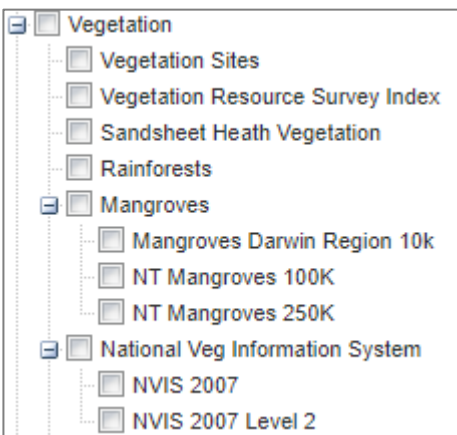 Vegetation
Vegetation Sites
Vegetation Resource Survey Index
Sandsheet Heath Vegetation
Rainforests
Mangroves
Mangroves Darwin Region 10k
NT Mangroves 100K
NT Mangroves 250K
National Veg Information System
NVIS 2007
NVIS 2007 Level 2